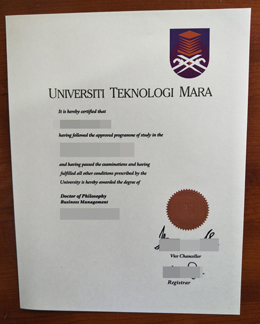 UNIVERSITI TEKNOLOGI MARA
It is hereby certified that
having followed the approved programme of study in the
and having passed the examinations and having
fulfilled all other conditions prescribed by the
University is hereby awarded the degree of
Doctor of Philosophy
Business Management
Vice Chancellor
Registrar